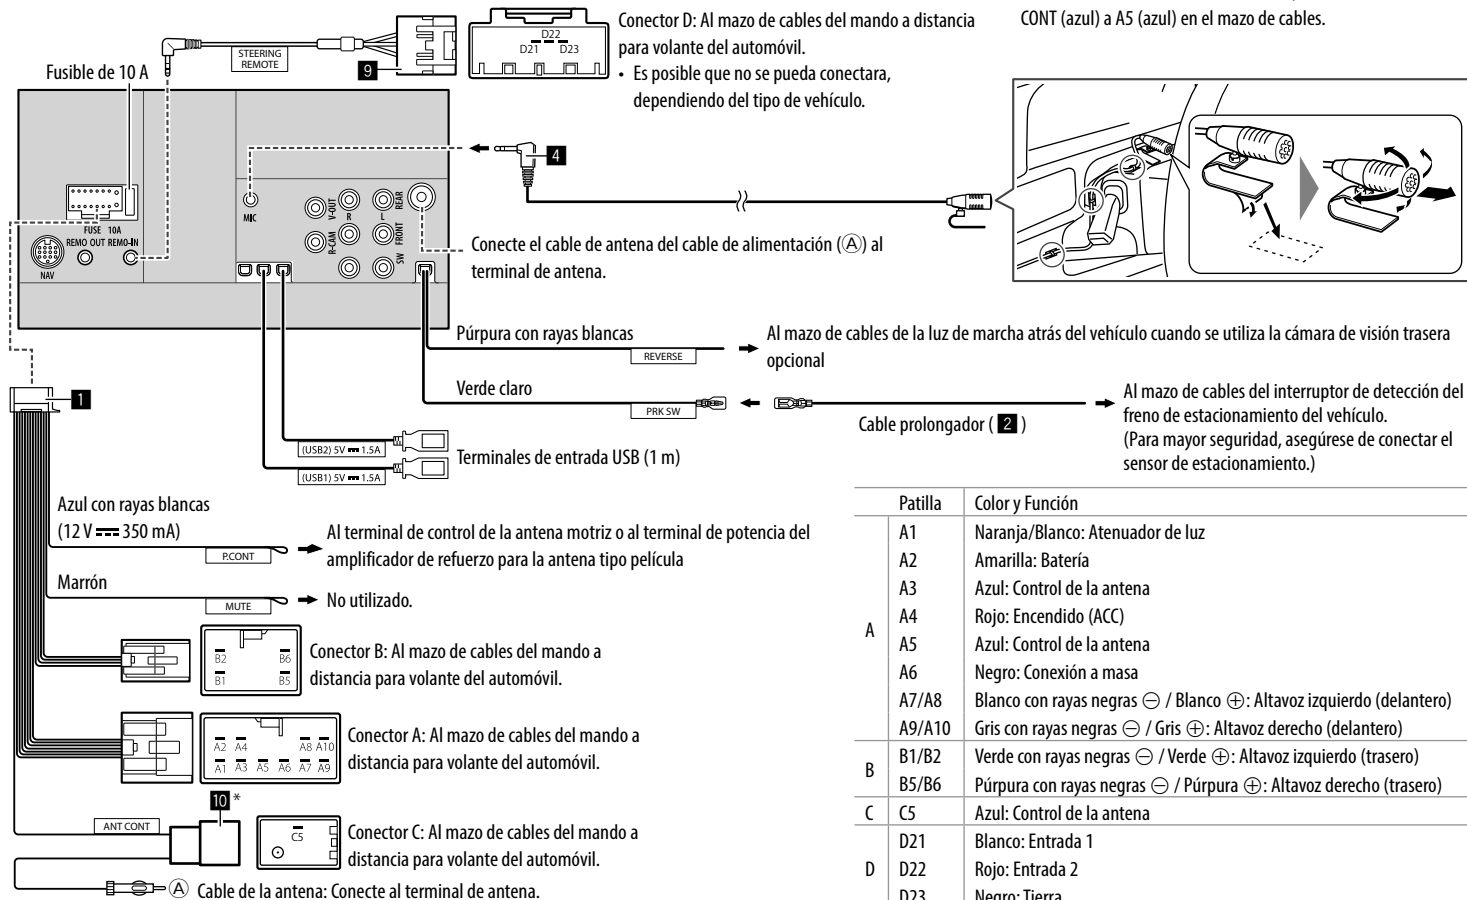 Conector D: Al mazo de cables del mando a distancia
para volante del automóvil.
• Es posible que no se pueda conectara,
dependiendo del tipo de vehículo.
CONT (azul) a A5 (azul) en el mazo de cables.
STEERING
REMOTE
9
D22
D21 D23
Fusible de 10 A
4
MIC
V-OUT
R-CAM
R
L
REAR
FRONT
SW
FUSE 10A
REMO OUT REMO-IN
NAV
Conecte el cable de antena del cable de alimentación (Ⓐ) al
terminal de antena.
Púrpura con rayas blancas
REVERSE
Al mazo de cables de la luz de marcha atrás del vehículo cuando se utiliza la cámara de visión trasera
opcional
Verde claro
PRK SW
Cable prolongador ( 2 )
Al mazo de cables del interruptor de detección del
freno de estacionamiento del vehículo.
(Para mayor seguridad, asegúrese de conectar el
sensor de estacionamiento.)
1
(USB2) 5V ⎓ 1.5A
(USB1) 5V ⎓ 1.5A
Terminales de entrada USB (1 m)
Azul con rayas blancas
(12 V ⎓ 350 mA)
P.CONT
Al terminal de control de la antena motriz o al terminal de potencia del
amplificador de refuerzo para la antena tipo película
Marrón
MUTE
No utilizado.
B2 B6
B1 B5
Conector B: Al mazo de cables del mando a
distancia para volante del automóvil.
A2 A4 A8 A10
A1 A3 A5 A6 A7 A9
Conector A: Al mazo de cables del mando a
distancia para volante del automóvil.
10 *
ANT CONT
C5
Conector C: Al mazo de cables del mando a
distancia para volante del automóvil.
Ⓐ Cable de la antena: Conecte al terminal de antena.
Patilla Color y Función
A
A1 Naranja/Blanco: Atenuador de luz
A2 Amarilla: Batería
A3 Azul: Control de la antena
A4 Rojo: Encendido (ACC)
A5 Azul: Control de la antena
A6 Negro: Conexión a masa
A7/A8 Blanco con rayas negras ⊖ / Blanco ⊕: Altavoz izquierdo (delantero)
A9/A10 Gris con rayas negras ⊖ / Gris ⊕: Altavoz derecho (delantero)
B
B1/B2 Verde con rayas negras ⊖ / Verde ⊕: Altavoz izquierdo (trasero)
B5/B6 Púrpura con rayas negras ⊖ / Púrpura ⊕: Altavoz derecho (trasero)
C C5 Azul: Control de la antena
D
D21 Blanco: Entrada 1
D22 Rojo: Entrada 2
D23 Negro: Tierra